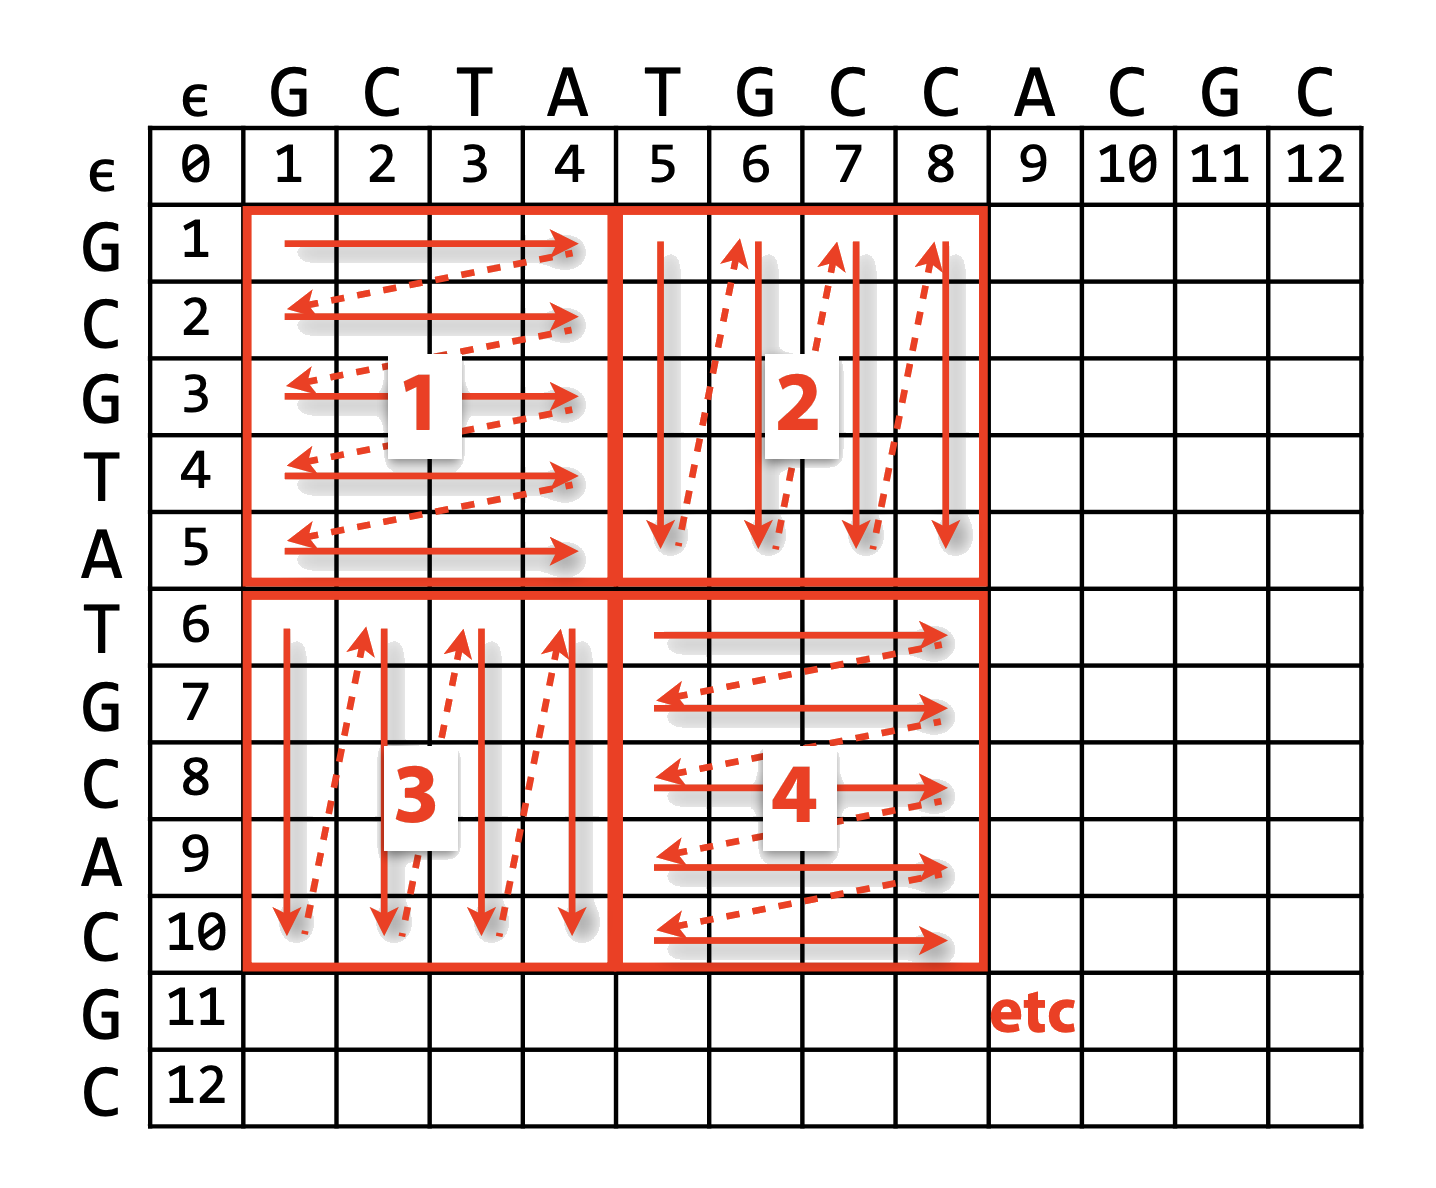 ϵ G C T A T G C C A C G C
ϵ 0 1 2 3 4 5 6 7 8 9 10 11 12
G 1
C 2
G 3 1 2
T 4
A 5
T 6
G 7
C 8 3 4
A 9
C 10
G 11 etc
C 12